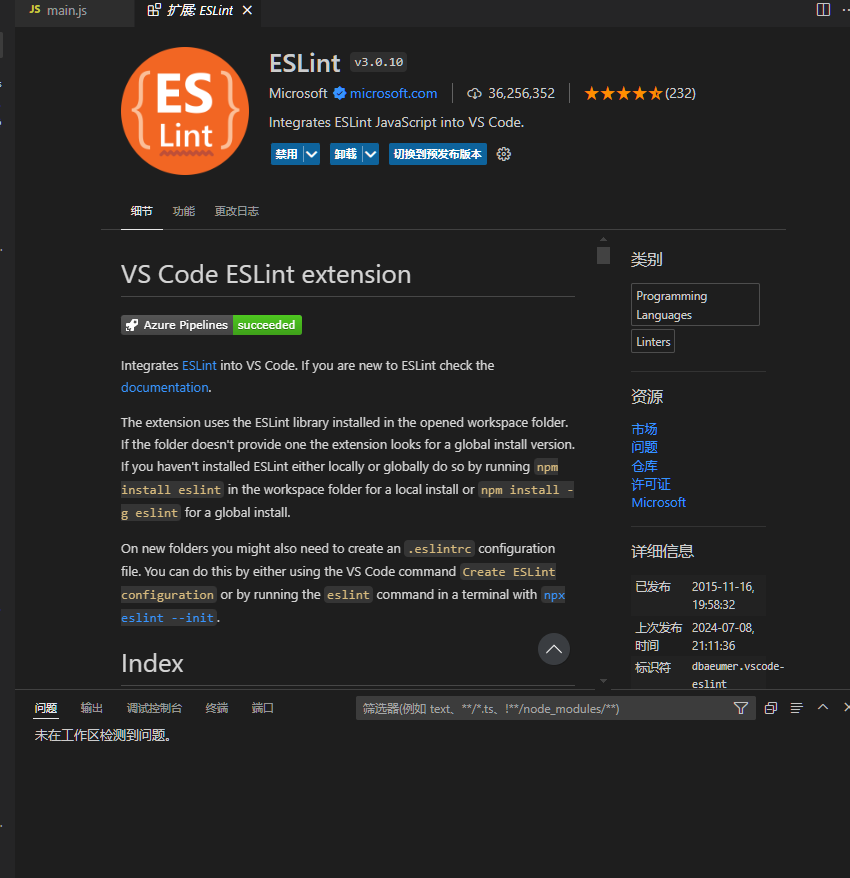 JS main.js
扩展: ESLint
ES
Lint
ESLint v3.0.10
Microsoft microsoft.com 36,256,352 (232)
Integrates ESLint JavaScript into VS Code.
禁用 卸载 切换到预发布版本
细节 功能 更改日志
VS Code ESLint extension
Azure Pipelines succeeded
Integrates ESLint into VS Code. If you are new to ESLint check the
documentation.
The extension uses the ESLint library installed in the opened workspace folder.
If the folder doesn't provide one the extension looks for a global install version.
If you haven't installed ESLint either locally or globally do so by running npm
install eslint in the workspace folder for a local install or npm install -
g eslint for a global install.
On new folders you might also need to create an .eslintrc configuration
file. You can do this by either using the VS Code command Create ESLint
configuration or by running the eslint command in a terminal with npx
eslint --init.
Index
类别
Programming
Languages
Linters
资源
市场
问题
仓库
许可证
Microsoft
详细信息
已发布 2015-11-16,
19:58:32
上次发布 2024-07-08,
时间 21:11:36
标识符 dbaeumer.vscode-
eslint
问题 输出 调试控制台 终端 端口 筛选器(例如 text、**/*.ts、!**/node_modules/**)
未在工作区检测到问题。